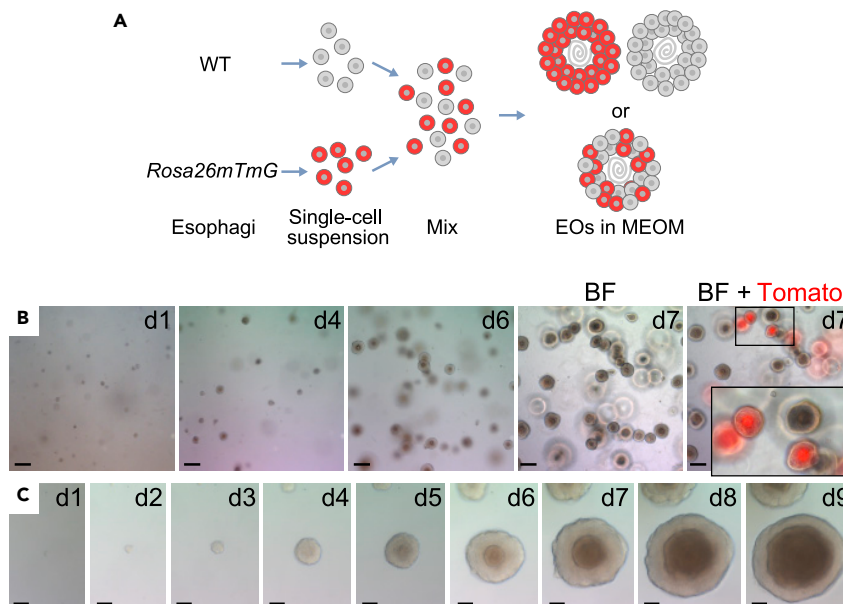 A
WT
Rosa26mTmG
Esophagi
Single-cell
suspension
Mix
or
EOs in MEOM
BF
BF + Tomato
B
d1
d4
d6
d7
d7
C
d1
d2
d3
d4
d5
d6
d7
d8
d9